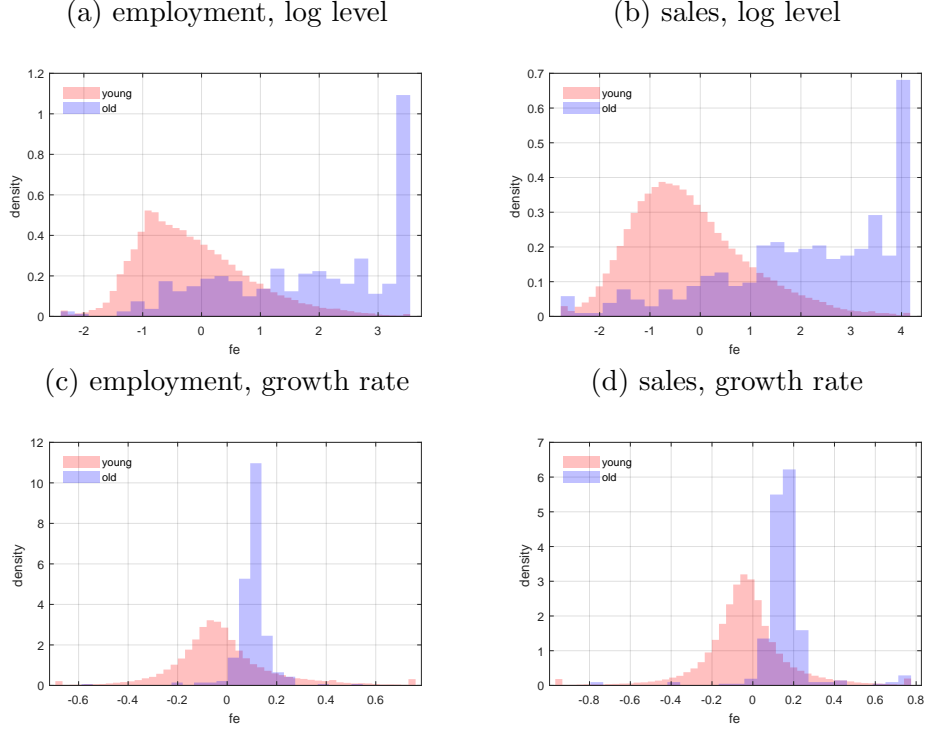 (a) employment, log level
(b) sales, log level
1.2
1
0.8
0.6
0.4
0.2
0
density
young
old
-2
-1
0
1
2
3
fe
0.7
0.6
0.5
0.4
0.3
0.2
0.1
0
density
young
old
-2
-1
0
1
2
3
4
fe
(c) employment, growth rate
(d) sales, growth rate
12
10
8
6
4
2
0
density
young
old
-0.6
-0.4
-0.2
0
0.2
0.4
0.6
fe
7
6
5
4
3
2
1
0
density
young
old
-0.8
-0.6
-0.4
-0.2
0
0.2
0.4
0.6
0.8
fe